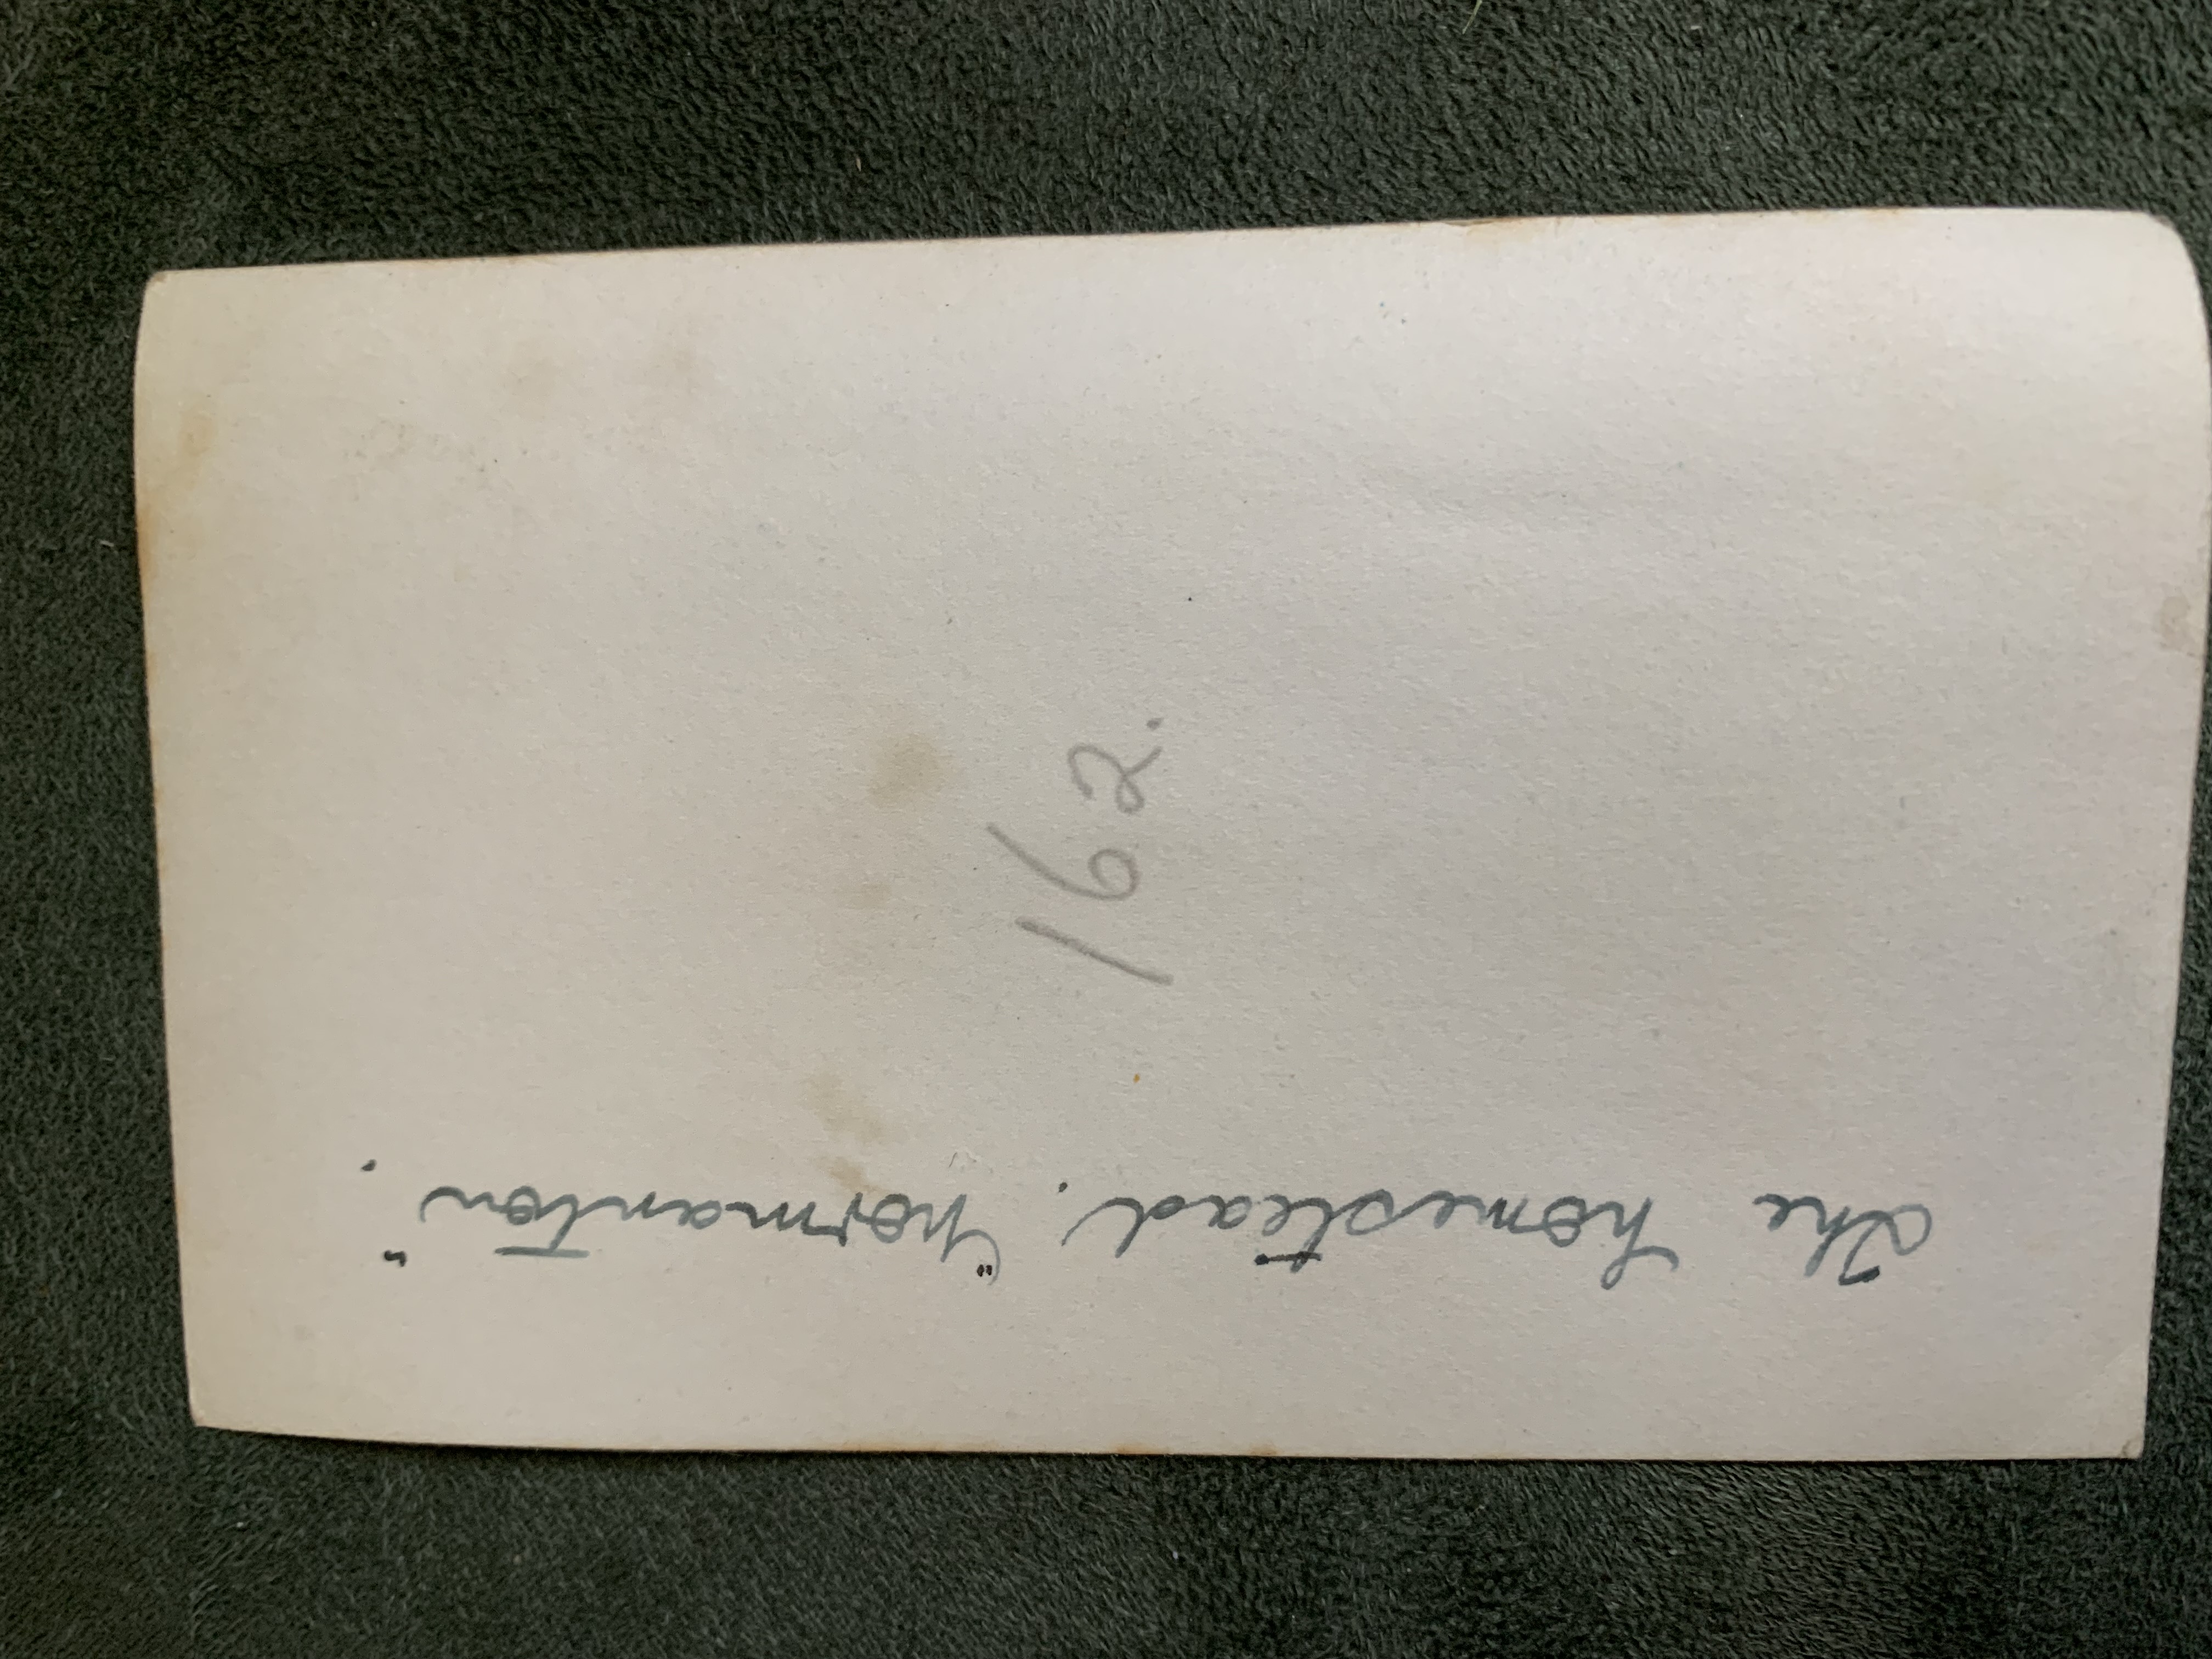 The homestead. "Normanton".
162.